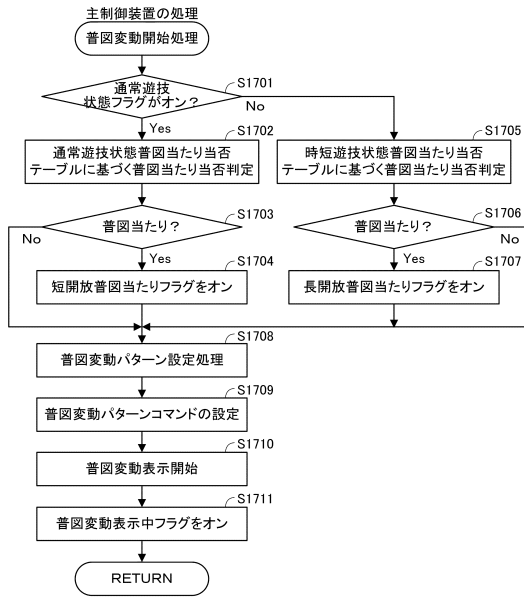 主制御装置の処理
普図変動開始処理
通常遊技
状態フラグがオン？
S1701
No
Yes
S1702
通常遊技状態普図当たり当否
テーブルに基づく普図当たり当否判定
S1705
時短遊技状態普図当たり当否
テーブルに基づく普図当たり当否判定
普図当たり？
S1703
No
Yes
普図当たり？
S1706
No
Yes
S1704
短開放普図当たりフラグをオン
S1707
長開放普図当たりフラグをオン
S1708
普図変動パターン設定処理
S1709
普図変動パターンコマンドの設定
S1710
普図変動表示開始
S1711
普図変動表示中フラグをオン
RETURN